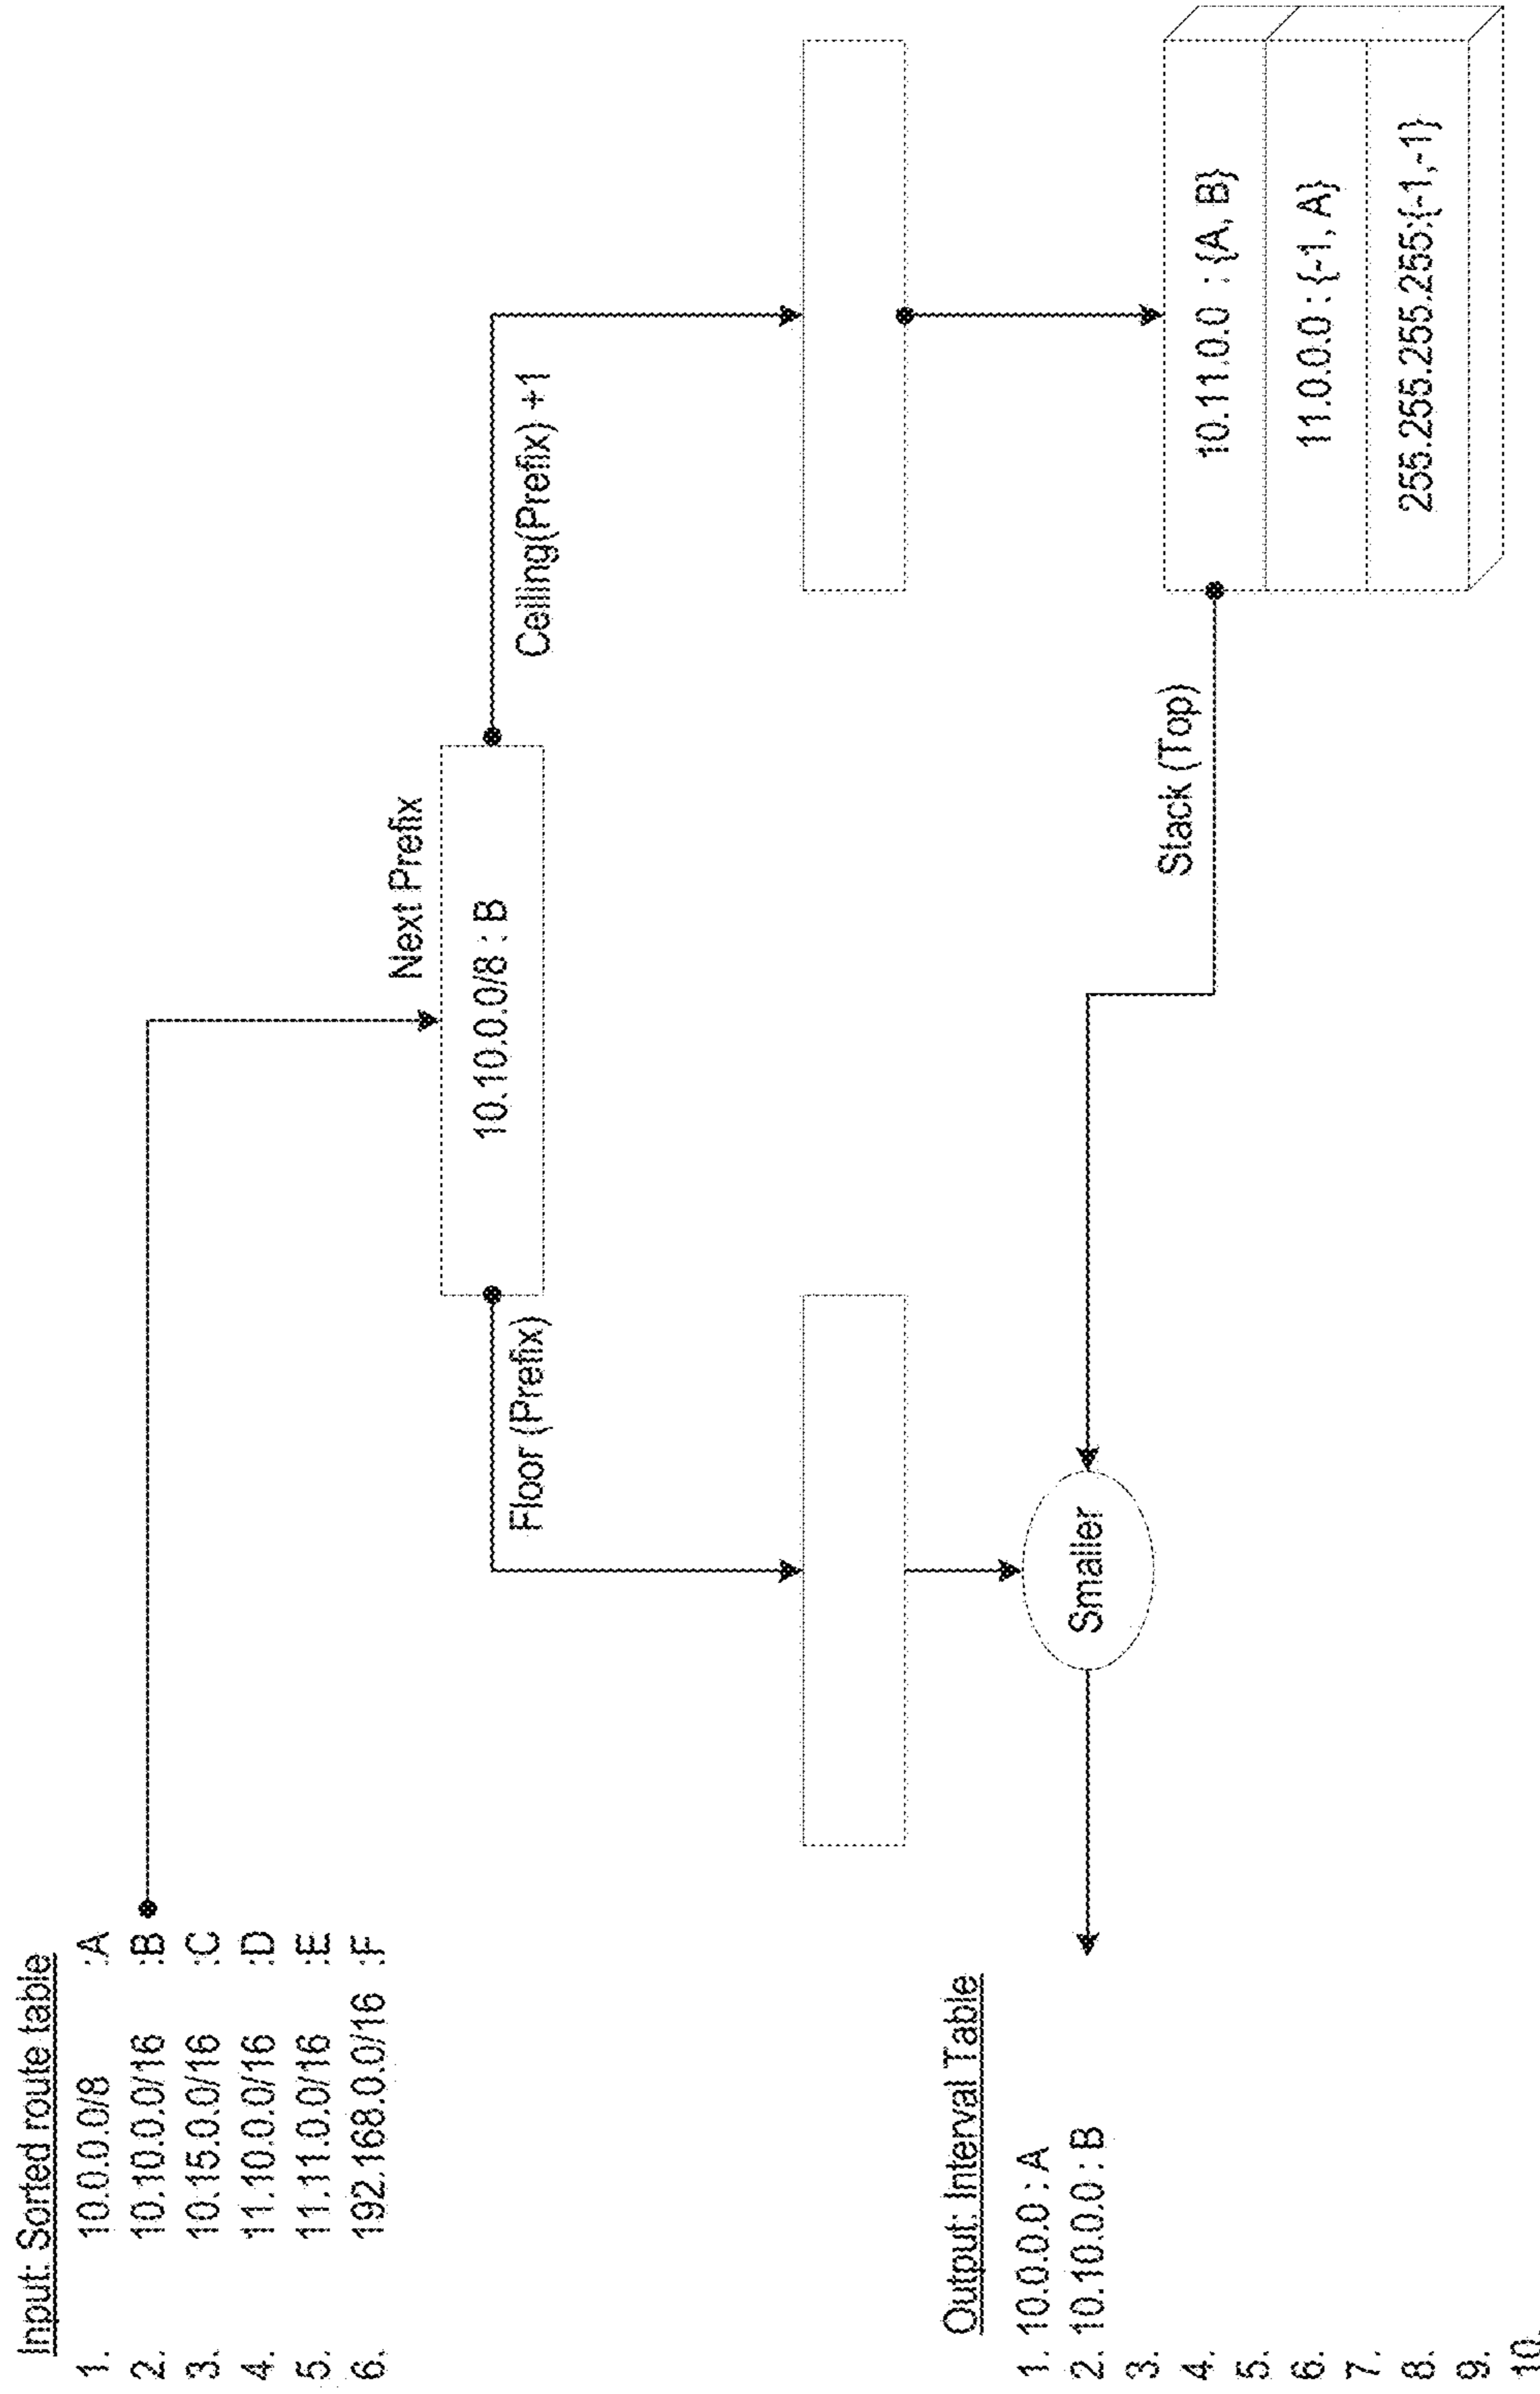 Input: Sorted route table
1. 10.0.0.0/8 :A
2. 10.10.0.0/16 :B
3. 10.15.0.0/16 :C
4. 11.10.0.0/16 :D
5. 11.11.0.0/16 :E
6. 192.168.0.0/16 :F
Next Prefix
10.10.0.0/8 : B
Floor (Prefix)
Ceiling(Prefix) +1
Smaller
Stack (Top)
10.11.0.0 : {A, B}
11.0.0.0 : {-1, A}
255.255.255.255:{-1,-1}
Output: Interval Table
1. 10.0.0.0 : A
2. 10.10.0.0 : B
3.
4.
5.
6.
7.
8.
9.
10.